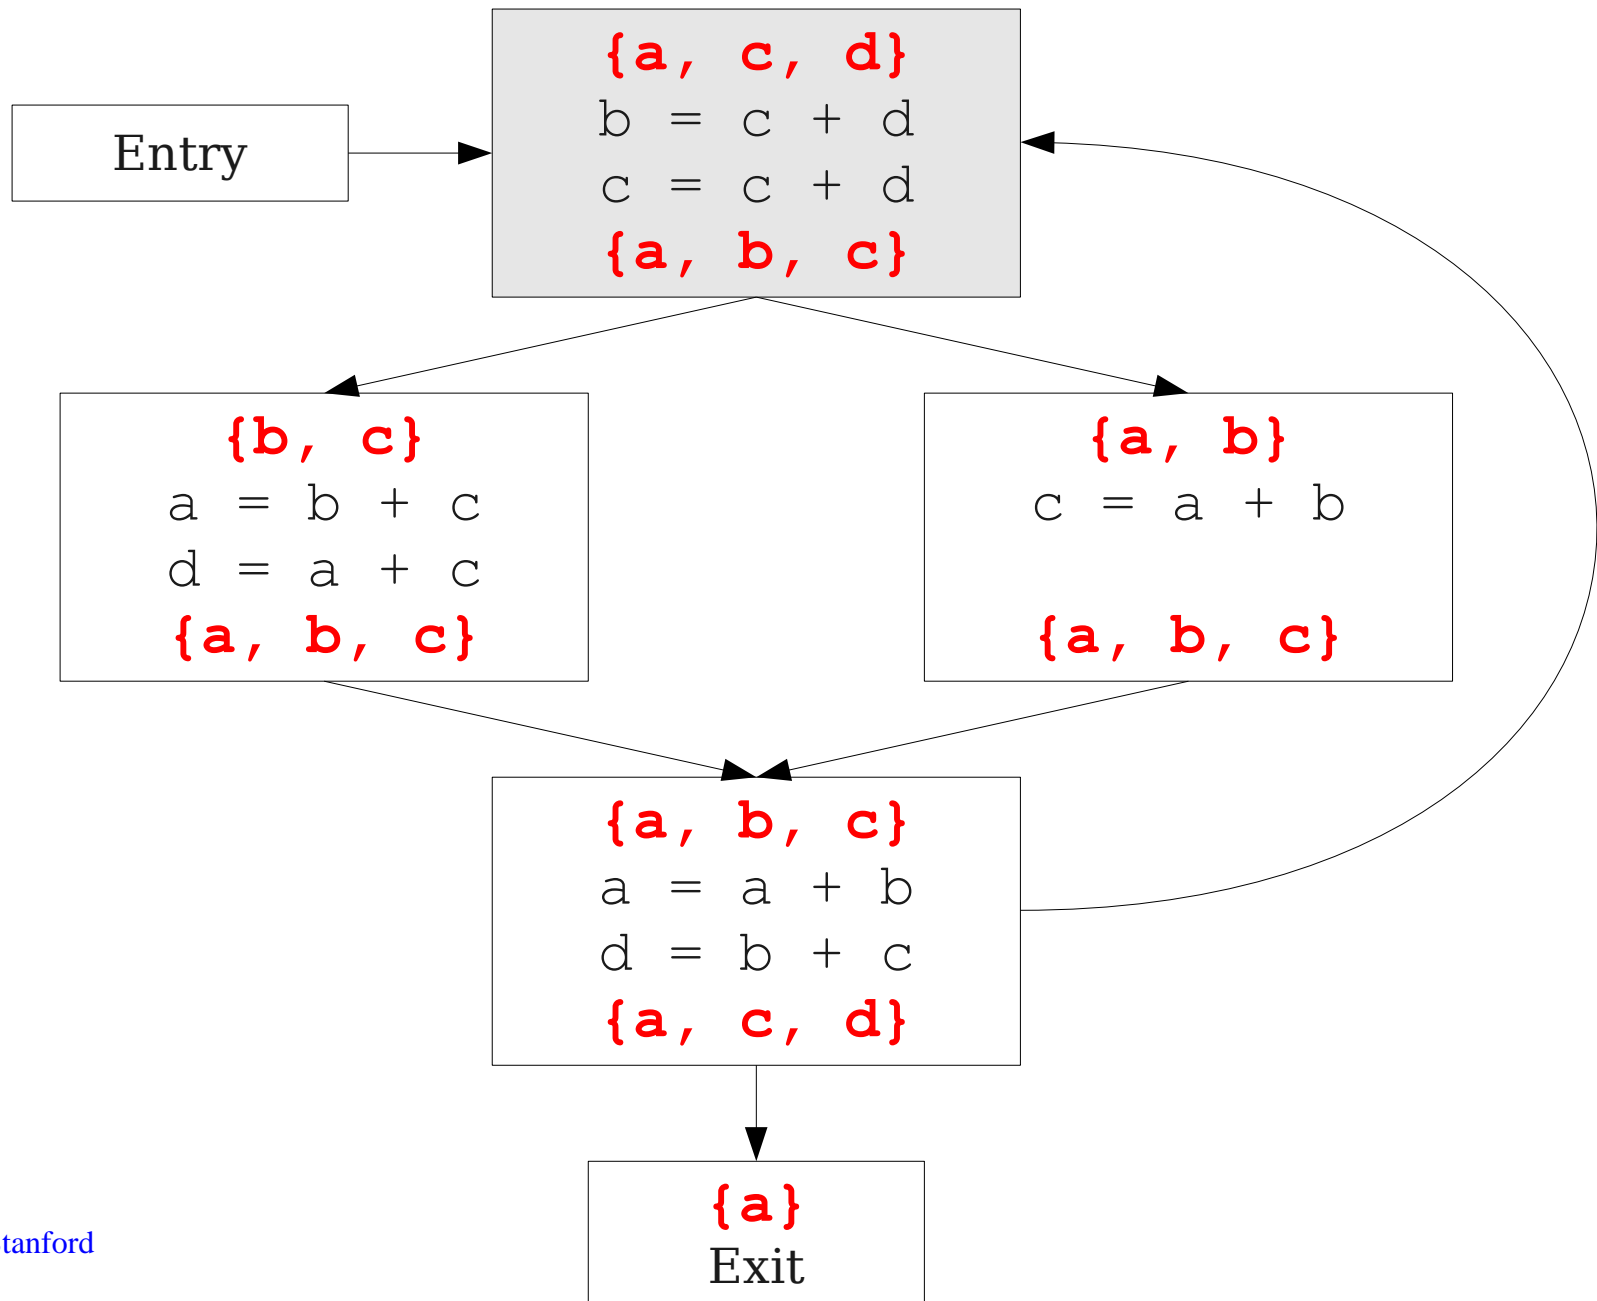 {a, c, d}
b = c + d
c = c + d
{a, b, c}
Entry
{b, c}
a = b + c
d = a + c
{a, b, c}
{a, b}
c = a + b
{a, b, c}
{a, b, c}
a = a + b
d = b + c
{a, c, d}
{a}
Exit
tanford